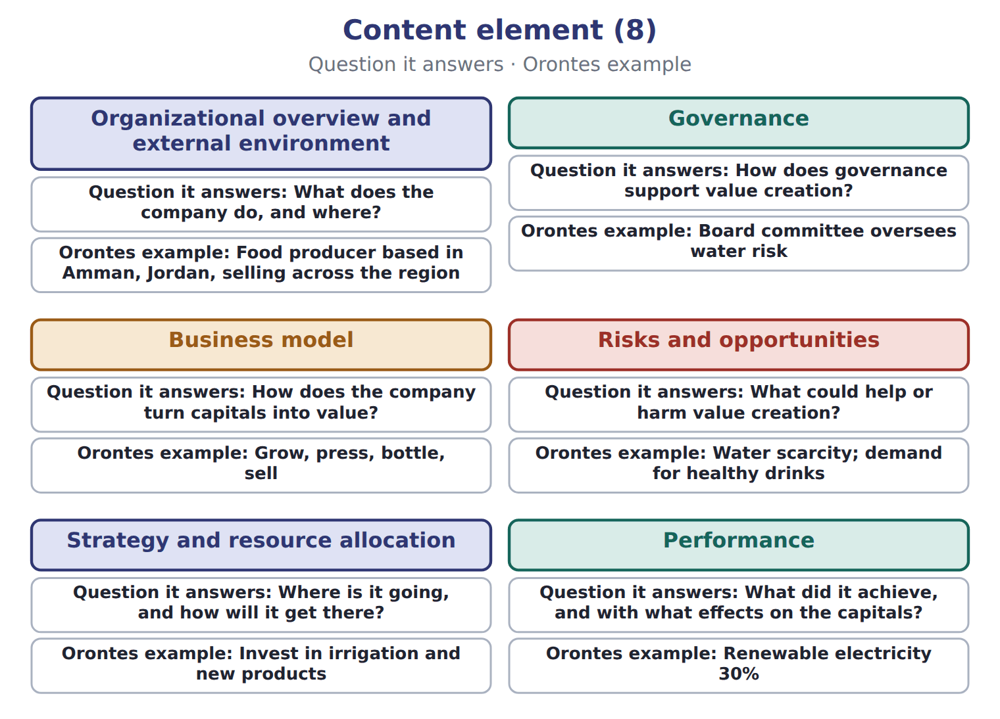 Content element (8)
Question it answers · Orontes example
Organizational overview and
external environment
Question it answers: What does the
company do, and where?
Orontes example: Food producer based in
Amman, Jordan, selling across the region
Governance
Question it answers: How does governance
support value creation?
Orontes example: Board committee oversees
water risk
Business model
Question it answers: How does the company
turn capitals into value?
Orontes example: Grow, press, bottle,
sell
Risks and opportunities
Question it answers: What could help or
harm value creation?
Orontes example: Water scarcity; demand
for healthy drinks
Strategy and resource allocation
Question it answers: Where is it going,
and how will it get there?
Orontes example: Invest in irrigation and
new products
Performance
Question it answers: What did it achieve,
and with what effects on the capitals?
Orontes example: Renewable electricity
30%